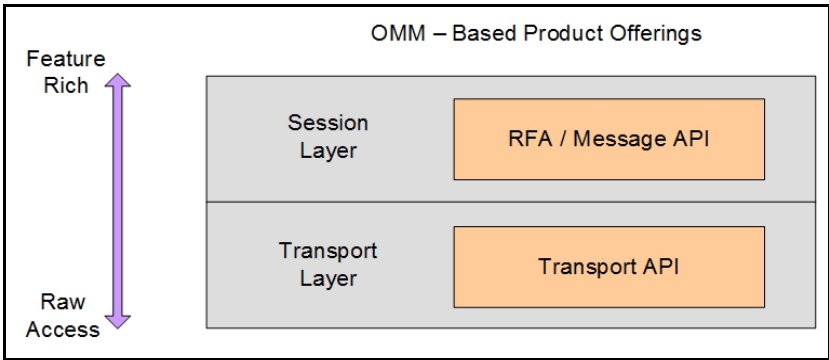 OMM – Based Product Offerings
Feature
Rich
Session
Layer
RFA / Message API
Transport
Layer
Transport API
Raw
Access